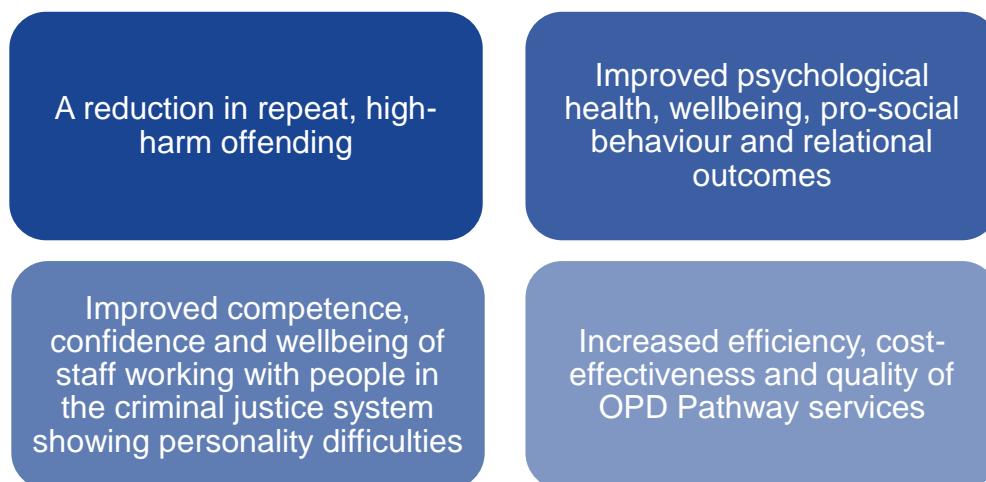 A reduction in repeat, high-
harm offending
Improved psychological
health, wellbeing, pro-social
behaviour and relational
outcomes
Improved competence,
confidence and wellbeing of
staff working with people in
the criminal justice system
showing personality difficulties
Increased efficiency, cost-
effectiveness and quality of
OPD Pathway services